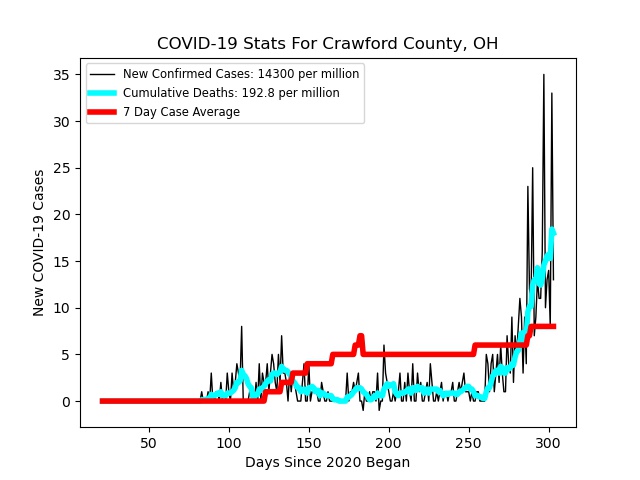 COVID-19 Stats For Crawford County, OH
New Confirmed Cases: 14300 per million
Cumulative Deaths: 192.8 per million
7 Day Case Average
New COVID-19 Cases
35
30
25
20
15
10
5
0
50 100 150 200 250 300
Days Since 2020 Began